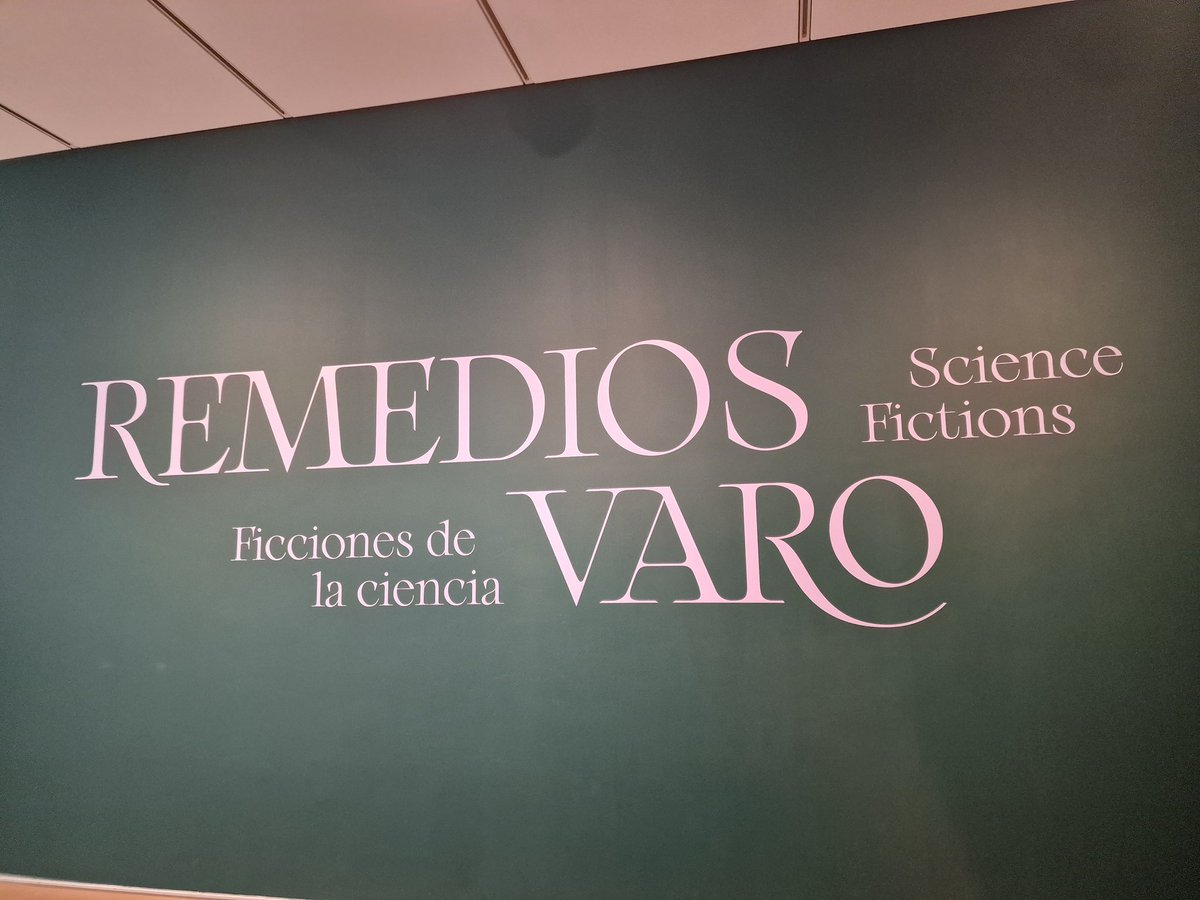 REMEDIOS
VARO
Science
Fictions
Ficciones de
la ciencia